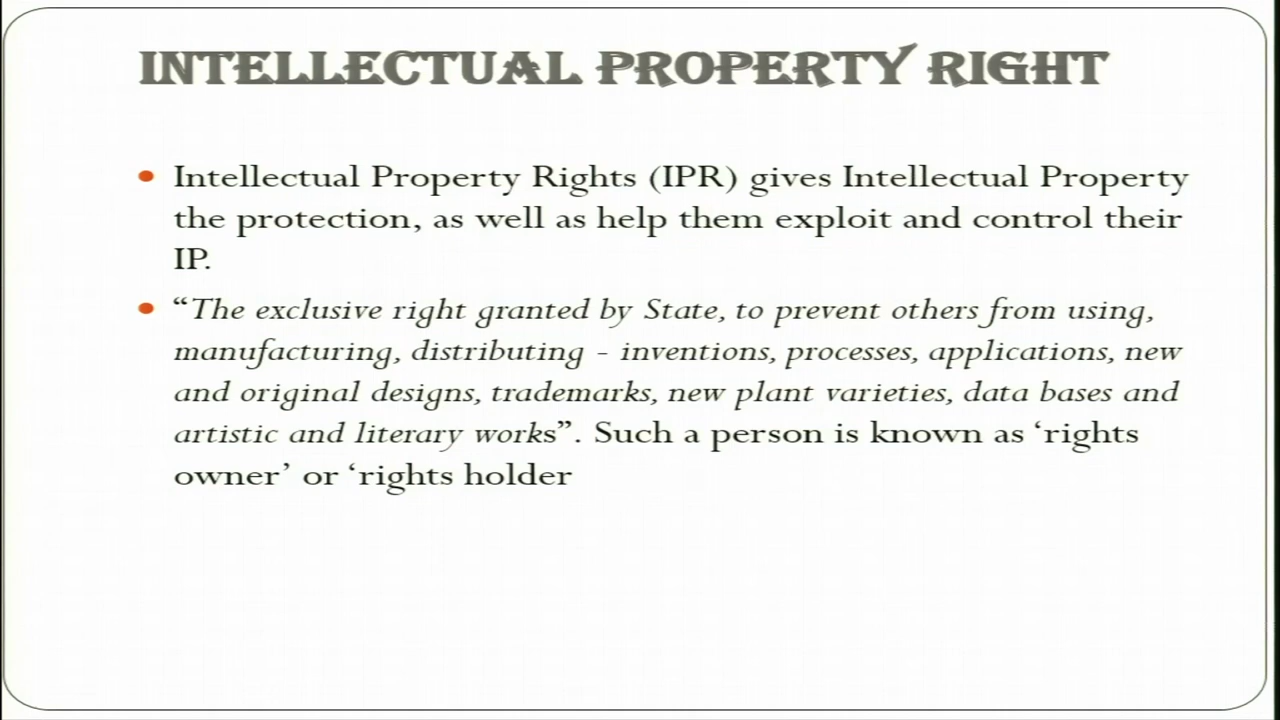 INTELLECTUAL PROPERTY RIGHT
• Intellectual Property Rights (IPR) gives Intellectual Property
the protection, as well as help them exploit and control their
IP.
• “The exclusive right granted by State, to prevent others from using,
manufacturing, distributing - inventions, processes, applications, new
and original designs, trademarks, new plant varieties, data bases and
artistic and literary works”. Such a person is known as ‘rights
owner’ or ‘rights holder